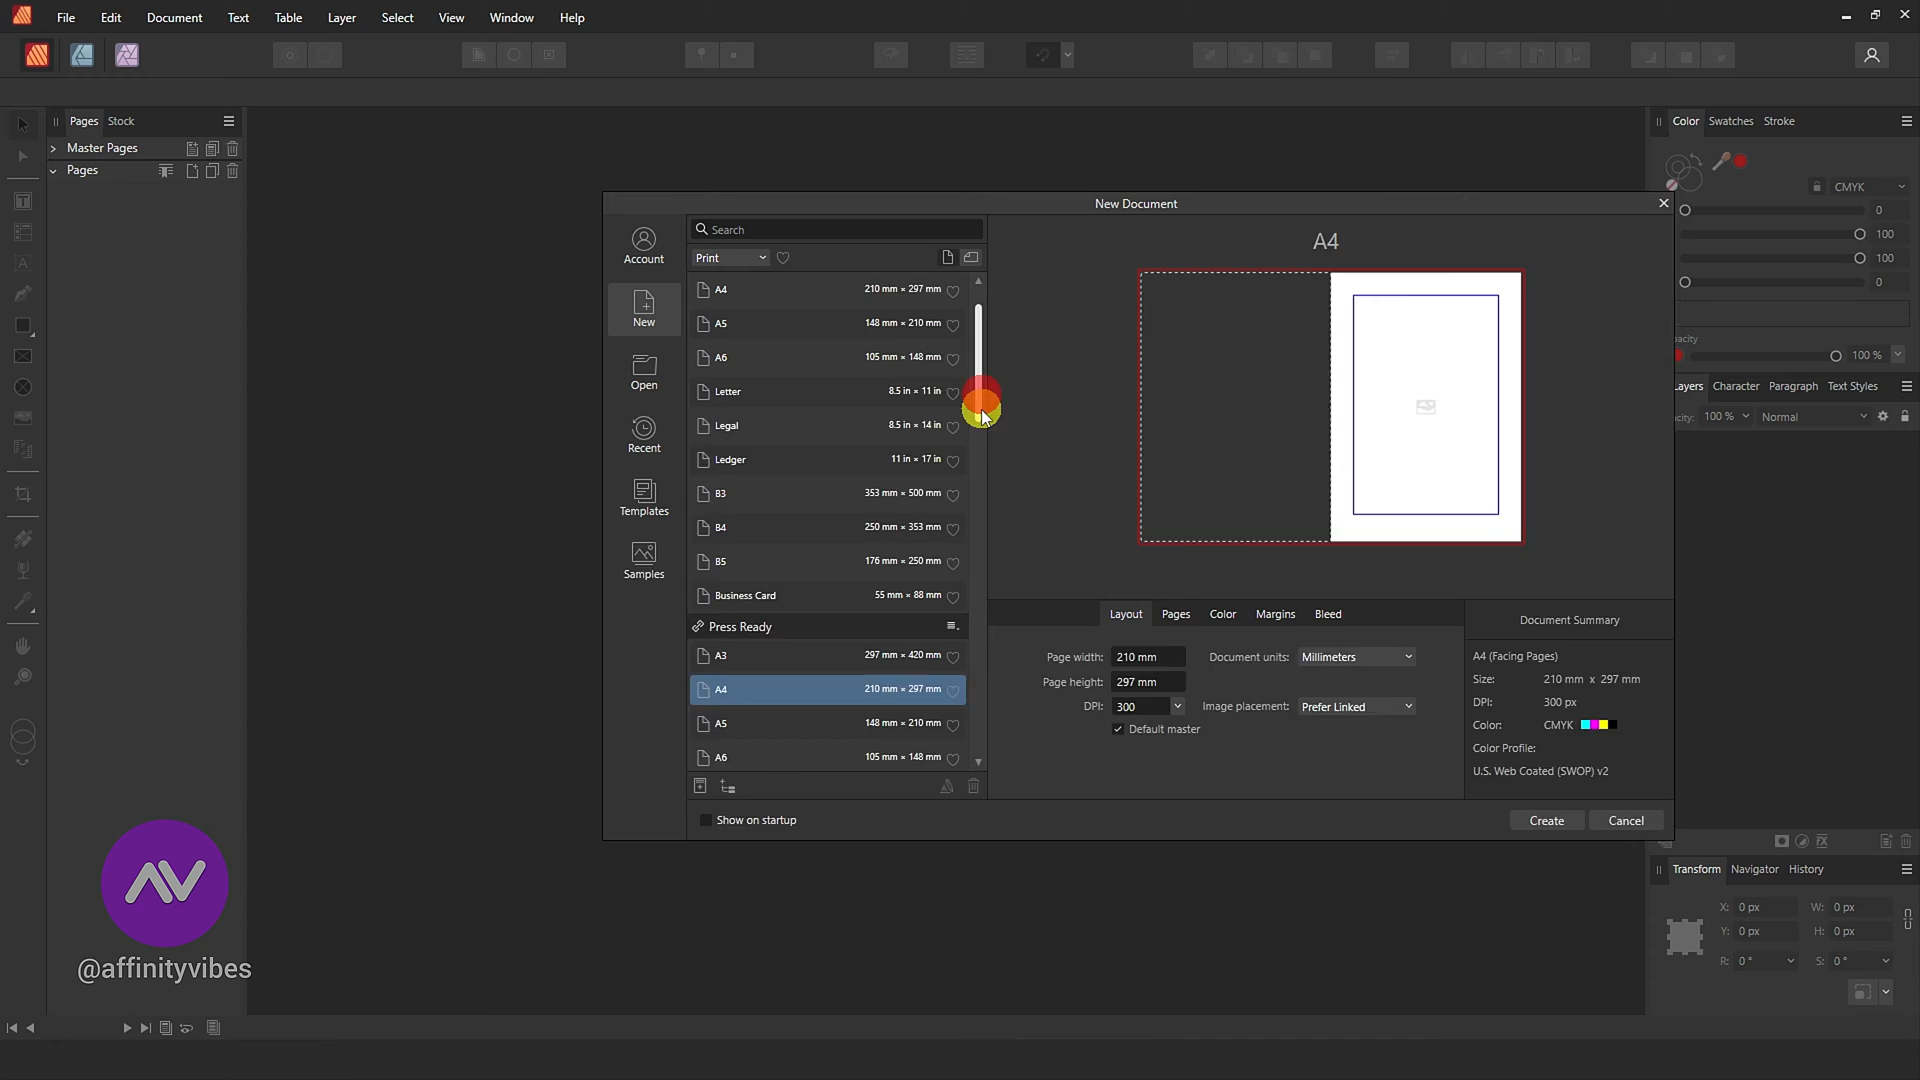 File Edit Document Text Table Layer Select View Window Help
Pages Stock
Master Pages
Pages
Color Swatches Stroke
CMYK
0
100
100
0
100 %
Layers Character Paragraph Text Styles
100 % Normal
New Document
Account
New
Open
Recent
Templates
Samples
Search
Print
A4 210 mm × 297 mm
A5 148 mm × 210 mm
A6 105 mm × 148 mm
Letter 8.5 in × 11 in
Legal 8.5 in × 14 in
Ledger 11 in × 17 in
B3 353 mm × 500 mm
B4 250 mm × 353 mm
B5 176 mm × 250 mm
Business Card 55 mm × 88 mm
Press Ready
A3 297 mm × 420 mm
A4 210 mm × 297 mm
A5 148 mm × 210 mm
A6 105 mm × 148 mm
Show on startup
A4
Layout Pages Color Margins Bleed
Page width: 210 mm Document units: Millimeters
Page height: 297 mm
DPI: 300 Image placement: Prefer Linked
Default master
Document Summary
A4 (Facing Pages)
Size: 210 mm x 297 mm
DPI: 300 px
Color: CMYK
Color Profile:
U.S. Web Coated (SWOP) v2
Create Cancel
Transform Navigator History
X: 0 px W: 0 px
Y: 0 px H: 0 px
R: 0 ° S: 0 °
@affinityvibes